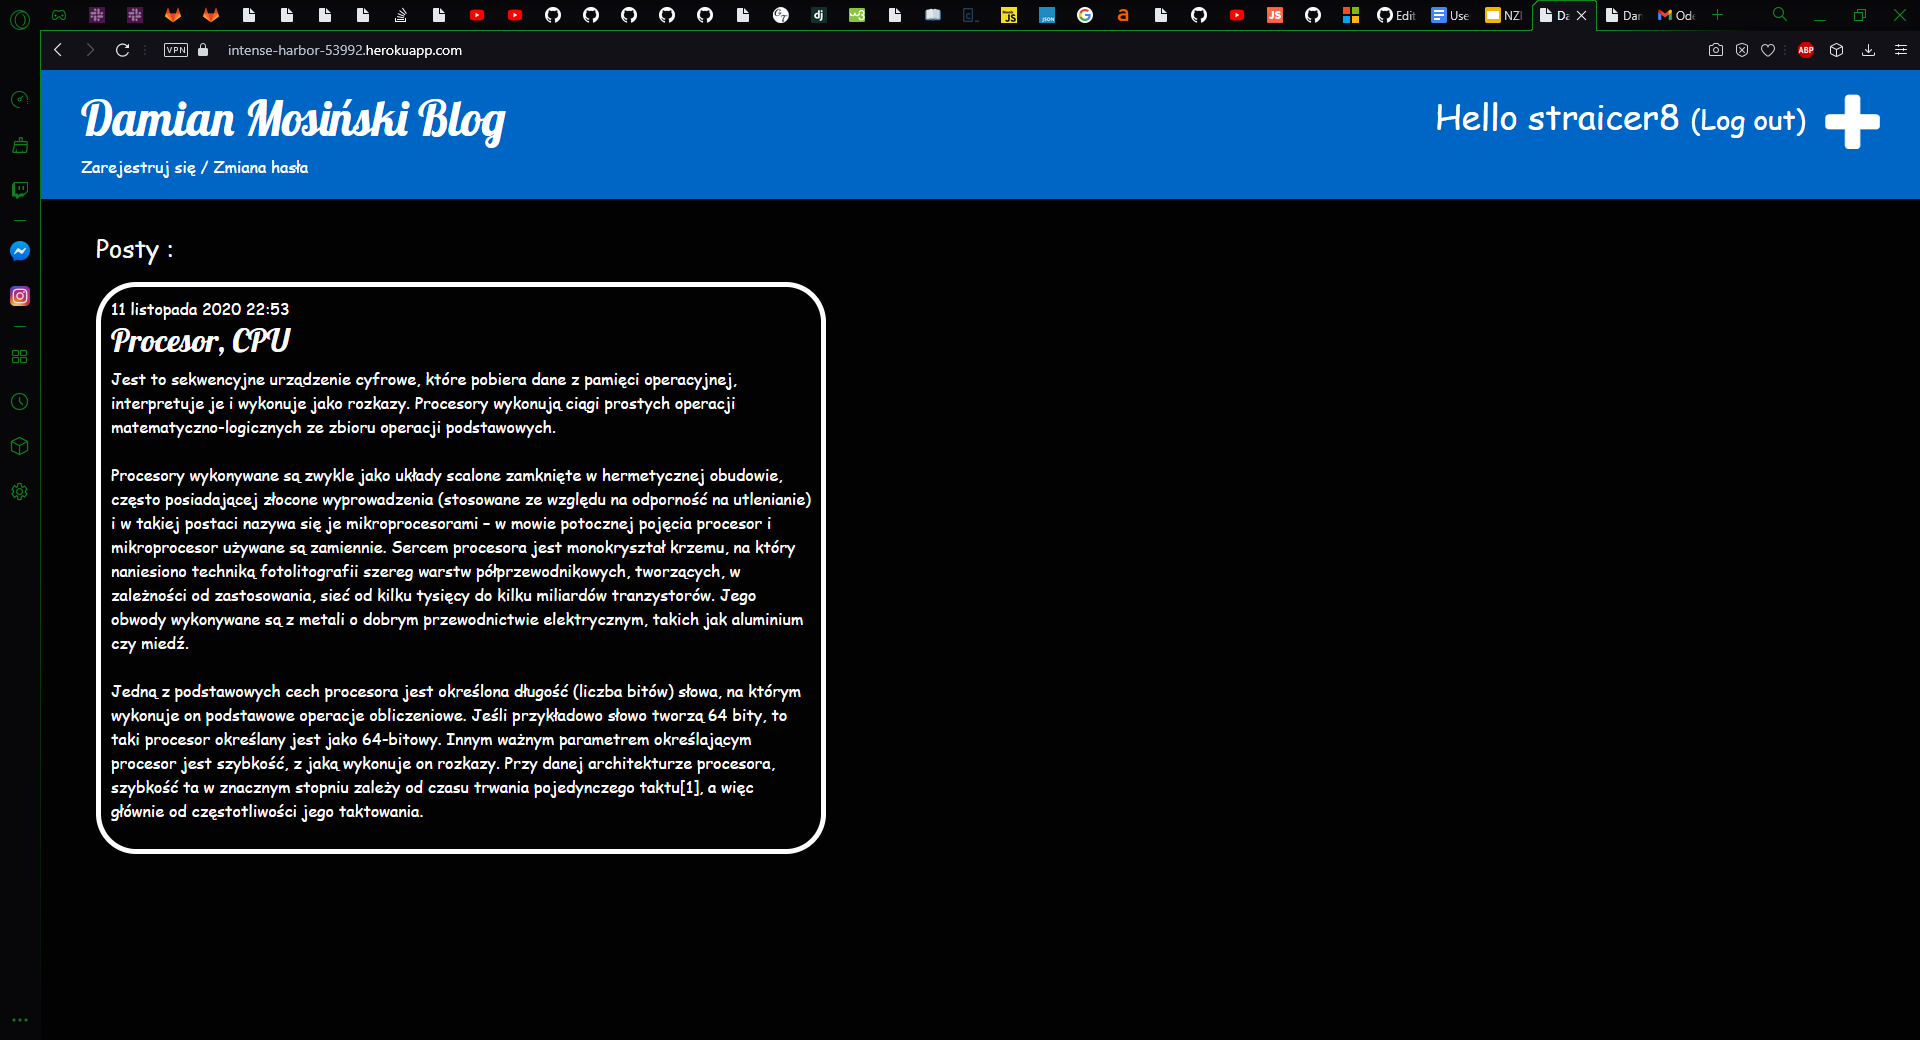 Da
Dar
Edit
Use
NZ
Od
VPN
intense-harbor-53992.herokuapp.com
ABP
Damian Mosiński Blog
Hello straicer8 (Log out)
Zarejestruj się / Zmiana hasła
Posty :
11 listopada 2020 22:53
Procesor, CPU
Jest to sekwencyjne urządzenie cyfrowe, które pobiera dane z pamięci operacyjnej,
interpretuje je i wykonuje jako rozkazy. Procesory wykonują ciągi prostych operacji
matematyczno-logicznych ze zbioru operacji podstawowych.
Procesory wykonywane są zwykle jako układy scalone zamknięte w hermetycznej obudowie,
często posiadającej złocone wyprowadzenia (stosowane ze względu na odporność na utlenianie)
i w takiej postaci nazywa się je mikroprocesorami – w mowie potocznej pojęcia procesor i
mikroprocesor używane są zamiennie. Sercem procesora jest monokryształ krzemu, na który
naniesiono techniką fotolitografii szereg warstw półprzewodnikowych, tworzących, w
zależności od zastosowania, sieć od kilku tysięcy do kilku miliardów tranzystorów. Jego
obwody wykonywane są z metali o dobrym przewodnictwie elektrycznym, takich jak aluminium
czy miedź.
Jedną z podstawowych cech procesora jest określona długość (liczba bitów) słowa, na którym
wykonuje on podstawowe operacje obliczeniowe. Jeśli przykładowo słowo tworzą 64 bity, to
taki procesor określany jest jako 64-bitowy. Innym ważnym parametrem określającym
procesor jest szybkość, z jaką wykonuje on rozkazy. Przy danej architekturze procesora,
szybkość ta w znacznym stopniu zależy od czasu trwania pojedynczego taktu[1], a więc
głównie od częstotliwości jego taktowania.